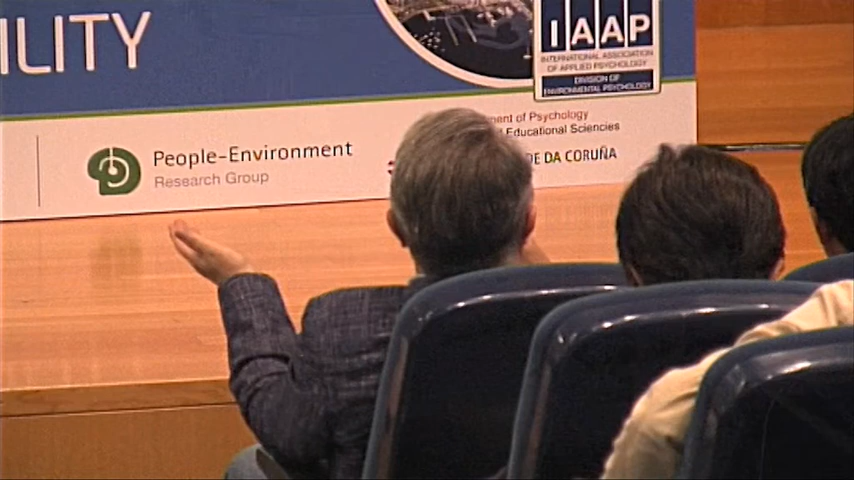 ILITY
IAAP
INTERNATIONAL ASSOCIATION
OF APPLIED PSYCHOLOGY
DIVISION OF
ENVIRONMENTAL PSYCHOLOGY
People-Environment
Research Group
ent of Psychology
Educational Sciences
DE DA CORUÑA